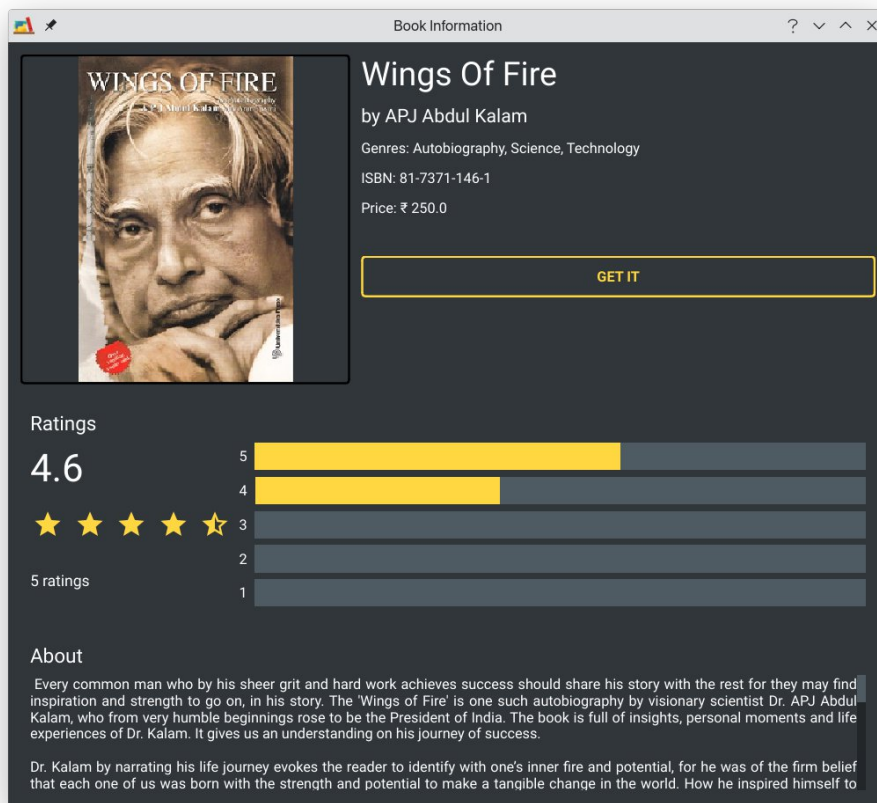 Book Information
WINGS OF FIRE
Wings Of Fire
by APJ Abdul Kalam
Genres: Autobiography, Science, Technology
ISBN: 81-7371-146-1
Price: ₹ 250.0
GET IT
Ratings
4.6
5 ratings
5
4
3
2
1
About
Every common man who by his sheer grit and hard work achieves success should share his story with the rest for they may find
inspiration and strength to go on, in his story. The 'Wings of Fire' is one such autobiography by visionary scientist Dr. APJ Abdul
Kalam, who from very humble beginnings rose to be the President of India. The book is full of insights, personal moments and life
experiences of Dr. Kalam. It gives us an understanding on his journey of success.
Dr. Kalam by narrating his life journey evokes the reader to identify with one’s inner fire and potential, for he was of the firm belief
that each one of us was born with the strength and potential to make a tangible change in the world. How he inspired himself to